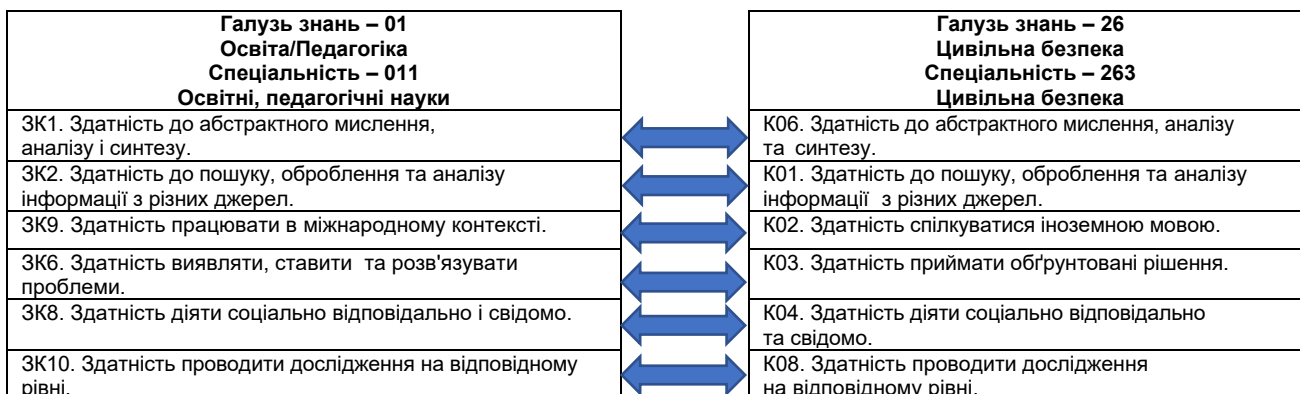 Галузь знань – 01
Освіта/Педагогіка
Спеціальність – 011
Освітні, педагогічні науки
Галузь знань – 26
Цивільна безпека
Спеціальність – 263
Цивільна безпека
ЗК1. Здатність до абстрактного мислення,
аналізу і синтезу.
К06. Здатність до абстрактного мислення, аналізу
та синтезу.
ЗК2. Здатність до пошуку, оброблення та аналізу
інформації з різних джерел.
К01. Здатність до пошуку, оброблення та аналізу
інформації з різних джерел.
ЗК9. Здатність працювати в міжнародному контексті.
К02. Здатність спілкуватися іноземною мовою.
ЗК6. Здатність виявляти, ставити та розв'язувати
проблеми.
К03. Здатність приймати обґрунтовані рішення.
ЗК8. Здатність діяти соціально відповідально і свідомо.
К04. Здатність діяти соціально відповідально
та свідомо.
ЗК10. Здатність проводити дослідження на відповідному
рівні.
К08. Здатність проводити дослідження
на відповідному рівні.